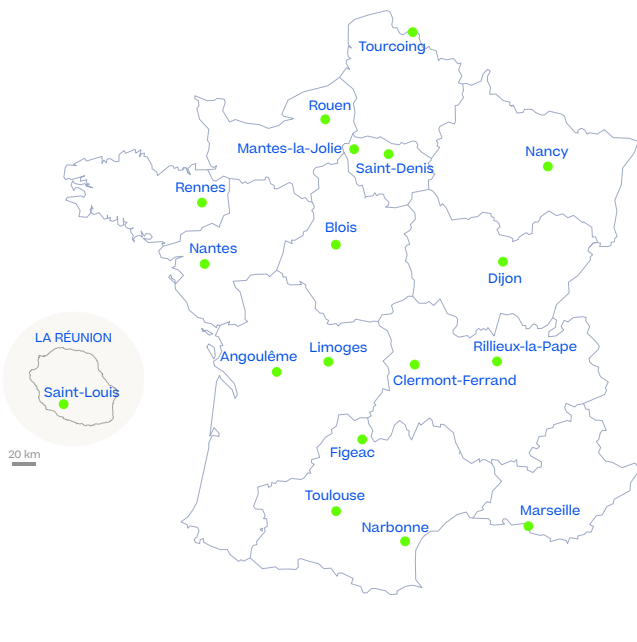 Tourcoing
Rouen
Mantes-la-Jolie
Saint-Denis
Nancy
Rennes
Blois
Nantes
Dijon
LA RÉUNION
Angoulême
Limoges
Rillieux-la-Pape
Clermont-Ferrand
Saint-Louis
20 km
Figeac
Toulouse
Narbonne
Marseille